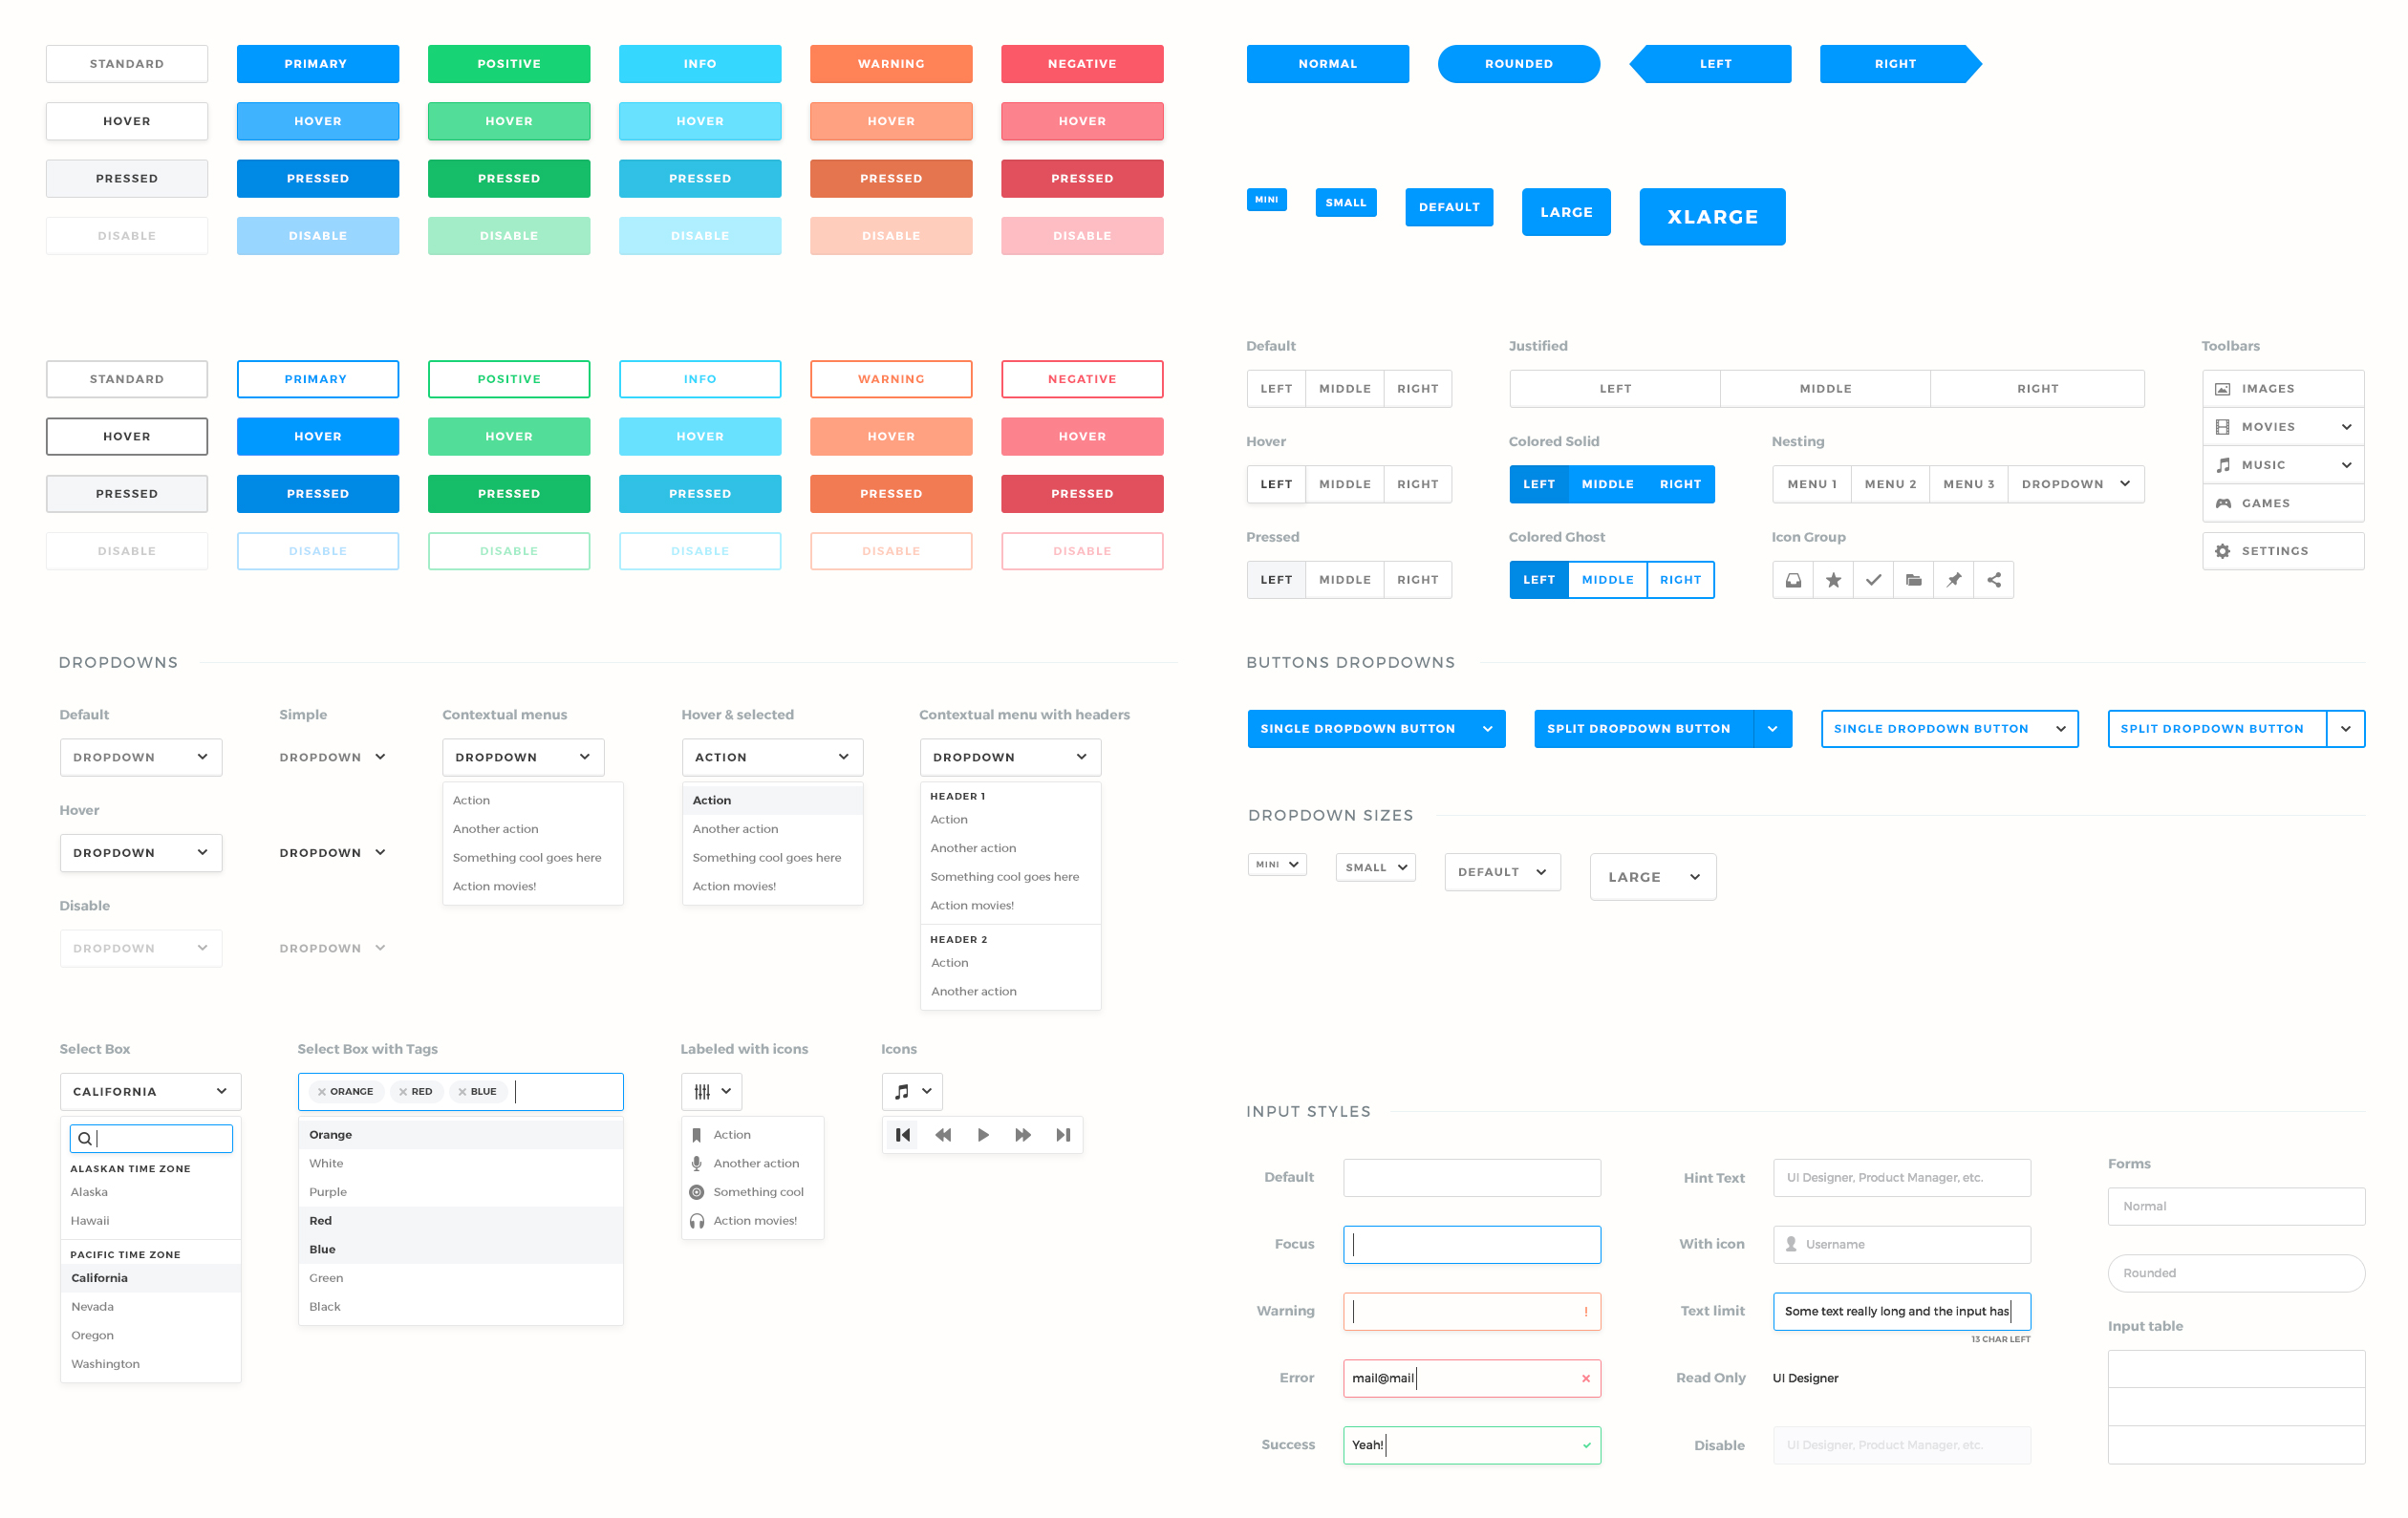 STANDARD PRIMARY POSITIVE INFO WARNING NEGATIVE
HOVER HOVER HOVER HOVER HOVER HOVER
PRESSED PRESSED PRESSED PRESSED PRESSED PRESSED
DISABLE DISABLE DISABLE DISABLE DISABLE DISABLE
NORMAL ROUNDED LEFT RIGHT
MINI SMALL DEFAULT LARGE XLARGE
STANDARD PRIMARY POSITIVE INFO WARNING NEGATIVE
HOVER HOVER HOVER HOVER HOVER HOVER
PRESSED PRESSED PRESSED PRESSED PRESSED PRESSED
DISABLE DISABLE DISABLE DISABLE DISABLE DISABLE
Default
LEFT MIDDLE RIGHT
Hover
LEFT MIDDLE RIGHT
Pressed
LEFT MIDDLE RIGHT
Justified
LEFT MIDDLE RIGHT
Colored Solid
LEFT MIDDLE RIGHT
Colored Ghost
LEFT MIDDLE RIGHT
Nesting
MENU 1 MENU 2 MENU 3 DROPDOWN
Icon Group
Toolbars
IMAGES
MOVIES
MUSIC
GAMES
SETTINGS
DROPDOWNS
Default
DROPDOWN
Hover
DROPDOWN
Disable
DROPDOWN
Simple
DROPDOWN
DROPDOWN
DROPDOWN
Contextual menus
DROPDOWN
Action
Another action
Something cool goes here
Action movies!
Hover & selected
ACTION
Action
Another action
Something cool goes here
Action movies!
Contextual menu with headers
DROPDOWN
HEADER 1
Action
Another action
Something cool goes here
Action movies!
HEADER 2
Action
Another action
Select Box
CALIFORNIA
ALASKAN TIME ZONE
Alaska
Hawaii
PACIFIC TIME ZONE
California
Nevada
Oregon
Washington
Select Box with Tags
ORANGE RED BLUE
Orange
White
Purple
Red
Blue
Green
Black
Labeled with icons
Action
Another action
Something cool
Action movies!
Icons
BUTTONS DROPDOWNS
SINGLE DROPDOWN BUTTON SPLIT DROPDOWN BUTTON SINGLE DROPDOWN BUTTON SPLIT DROPDOWN BUTTON
DROPDOWN SIZES
MINI SMALL DEFAULT LARGE
INPUT STYLES
Default
Focus
Warning !
Error mail@mail
Success Yeah!
Hint Text UI Designer, Product Manager, etc.
With icon Username
Text limit Some text really long and the input has
13 CHAR LEFT
Read Only UI Designer
Disable UI Designer, Product Manager, etc.
Forms
Normal
Rounded
Input table